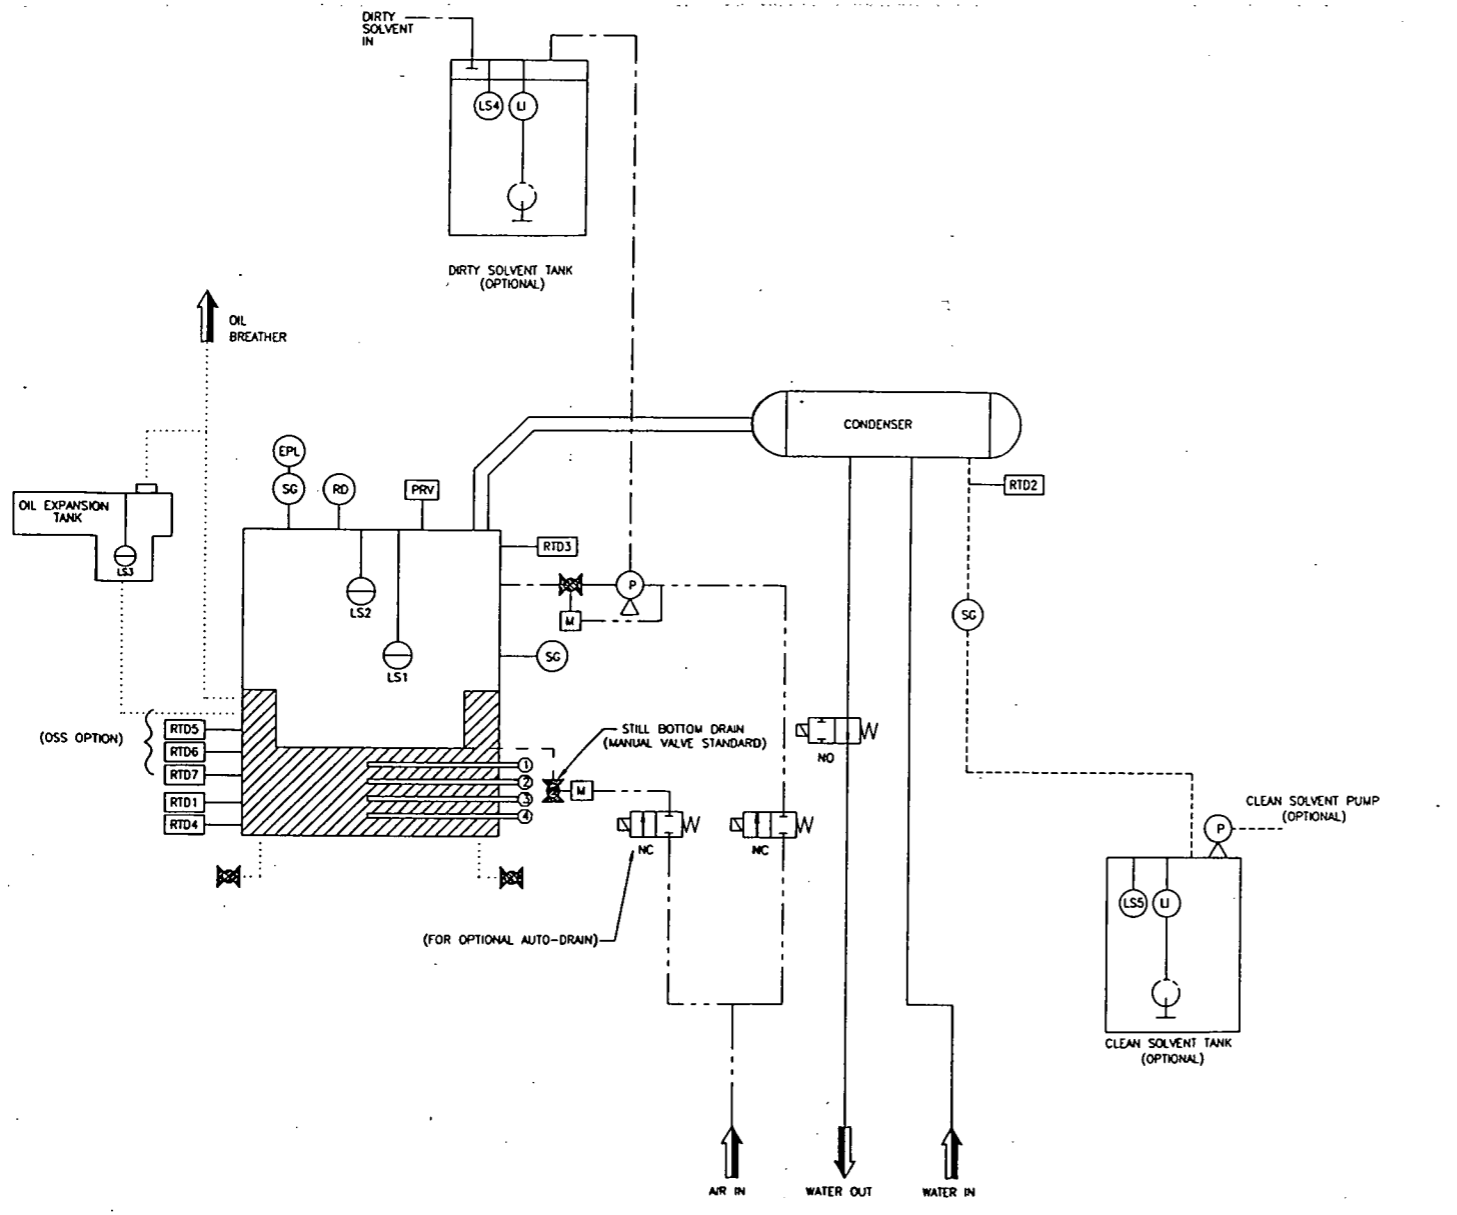 DIRTY
SOLVENT
IN
LS4
LI
DIRTY SOLVENT TANK
(OPTIONAL)
OIL
BREATHER
CONDENSER
EPL
SG
RD
PRV
RTD2
OIL EXPANSION
TANK
LS3
RTD3
P
M
LS2
SG
LS1
SG
(OSS OPTION)
RTD5
RTD6
RTD7
RTD1
RTD4
1
2
3
4
STILL BOTTOM DRAIN
(MANUAL VALVE STANDARD)
M
NO
NC
NC
(FOR OPTIONAL AUTO-DRAIN)
CLEAN SOLVENT PUMP
(OPTIONAL)
P
LS5
LI
CLEAN SOLVENT TANK
(OPTIONAL)
AIR IN
WATER OUT
WATER IN